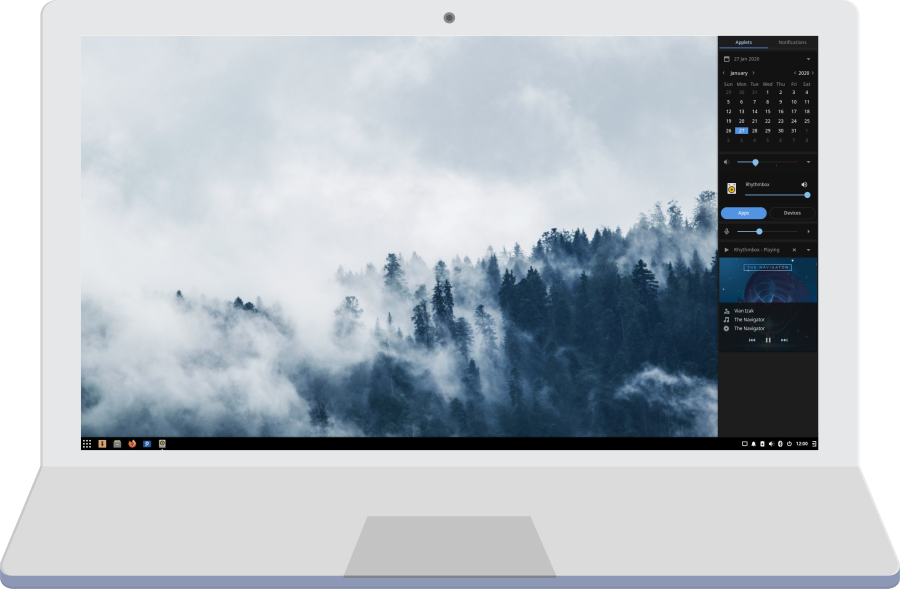 Applets Notifications
27 Jan 2020
‹ January › ‹ 2020 ›
Sun Mon Tue Wed Thu Fri Sat
29 30 31 1 2 3 4
5 6 7 8 9 10 11
12 13 14 15 16 17 18
19 20 21 22 23 24 25
26 27 28 29 30 31 1
2 3 4 5 6 7 8
Rhythmbox
Apps Devices
Rhythmbox - Playing
THE NAVIGATOR
Vian Izak
The Navigator
The Navigator
12:00